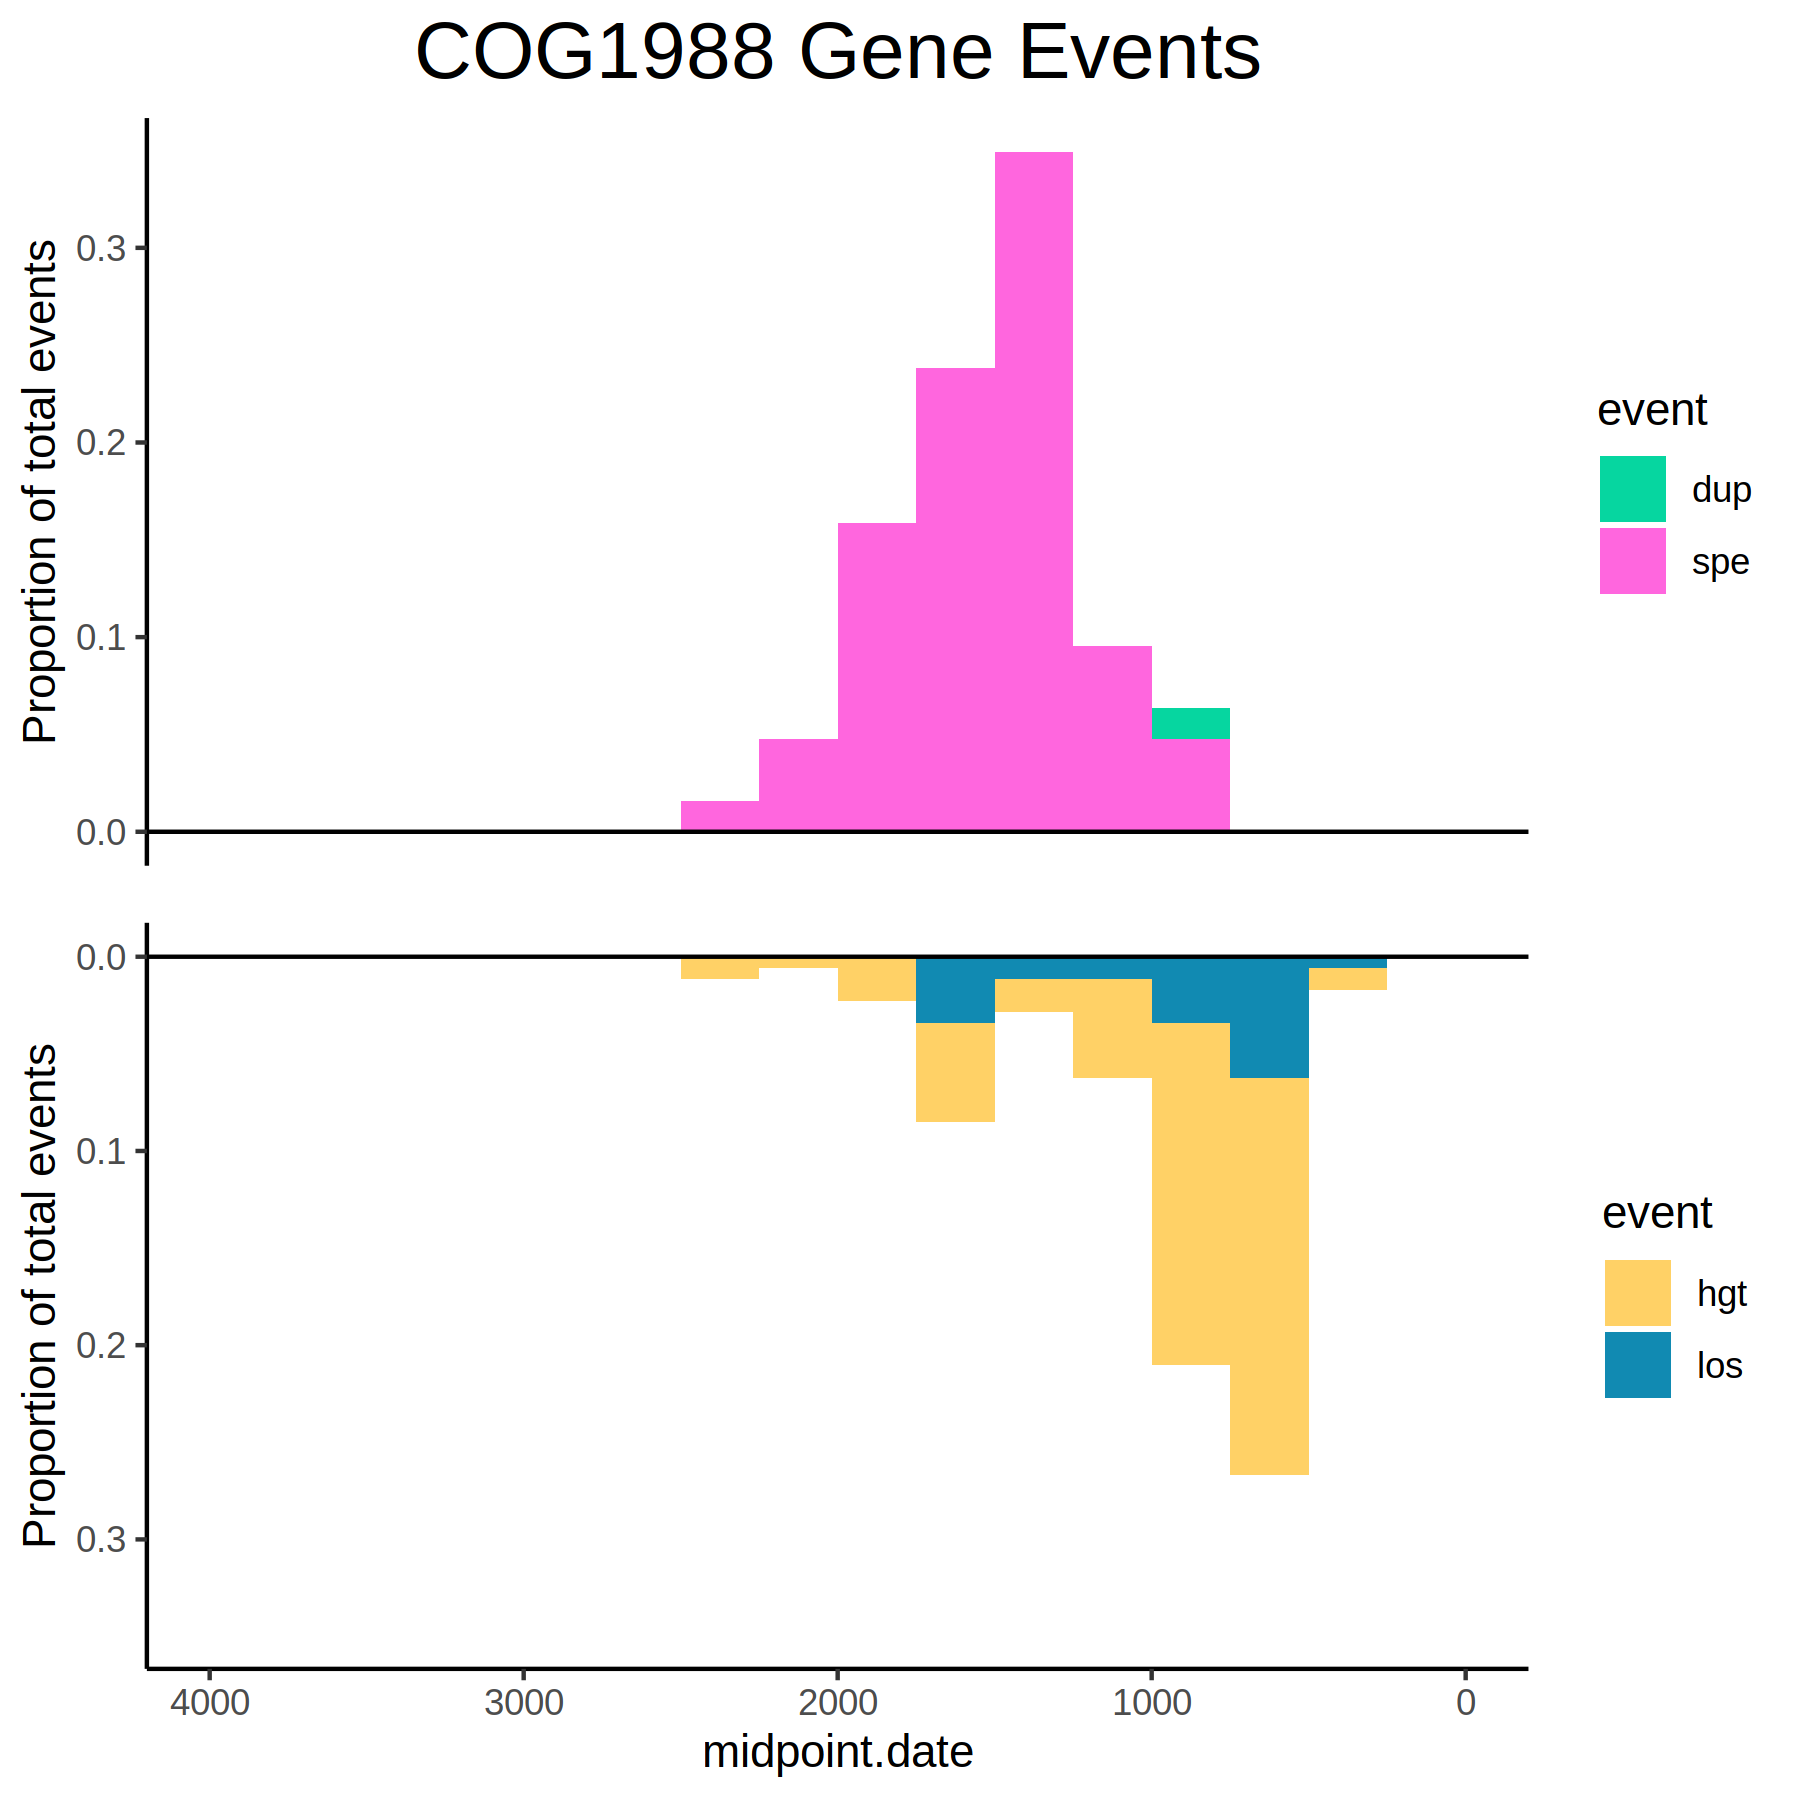 COG1988 Gene Events
Proportion of total events
0.3
0.2
0.1
0.0
event
dup
spe
Proportion of total events
0.0
0.1
0.2
0.3
event
hgt
los
4000 3000 2000 1000 0
midpoint.date